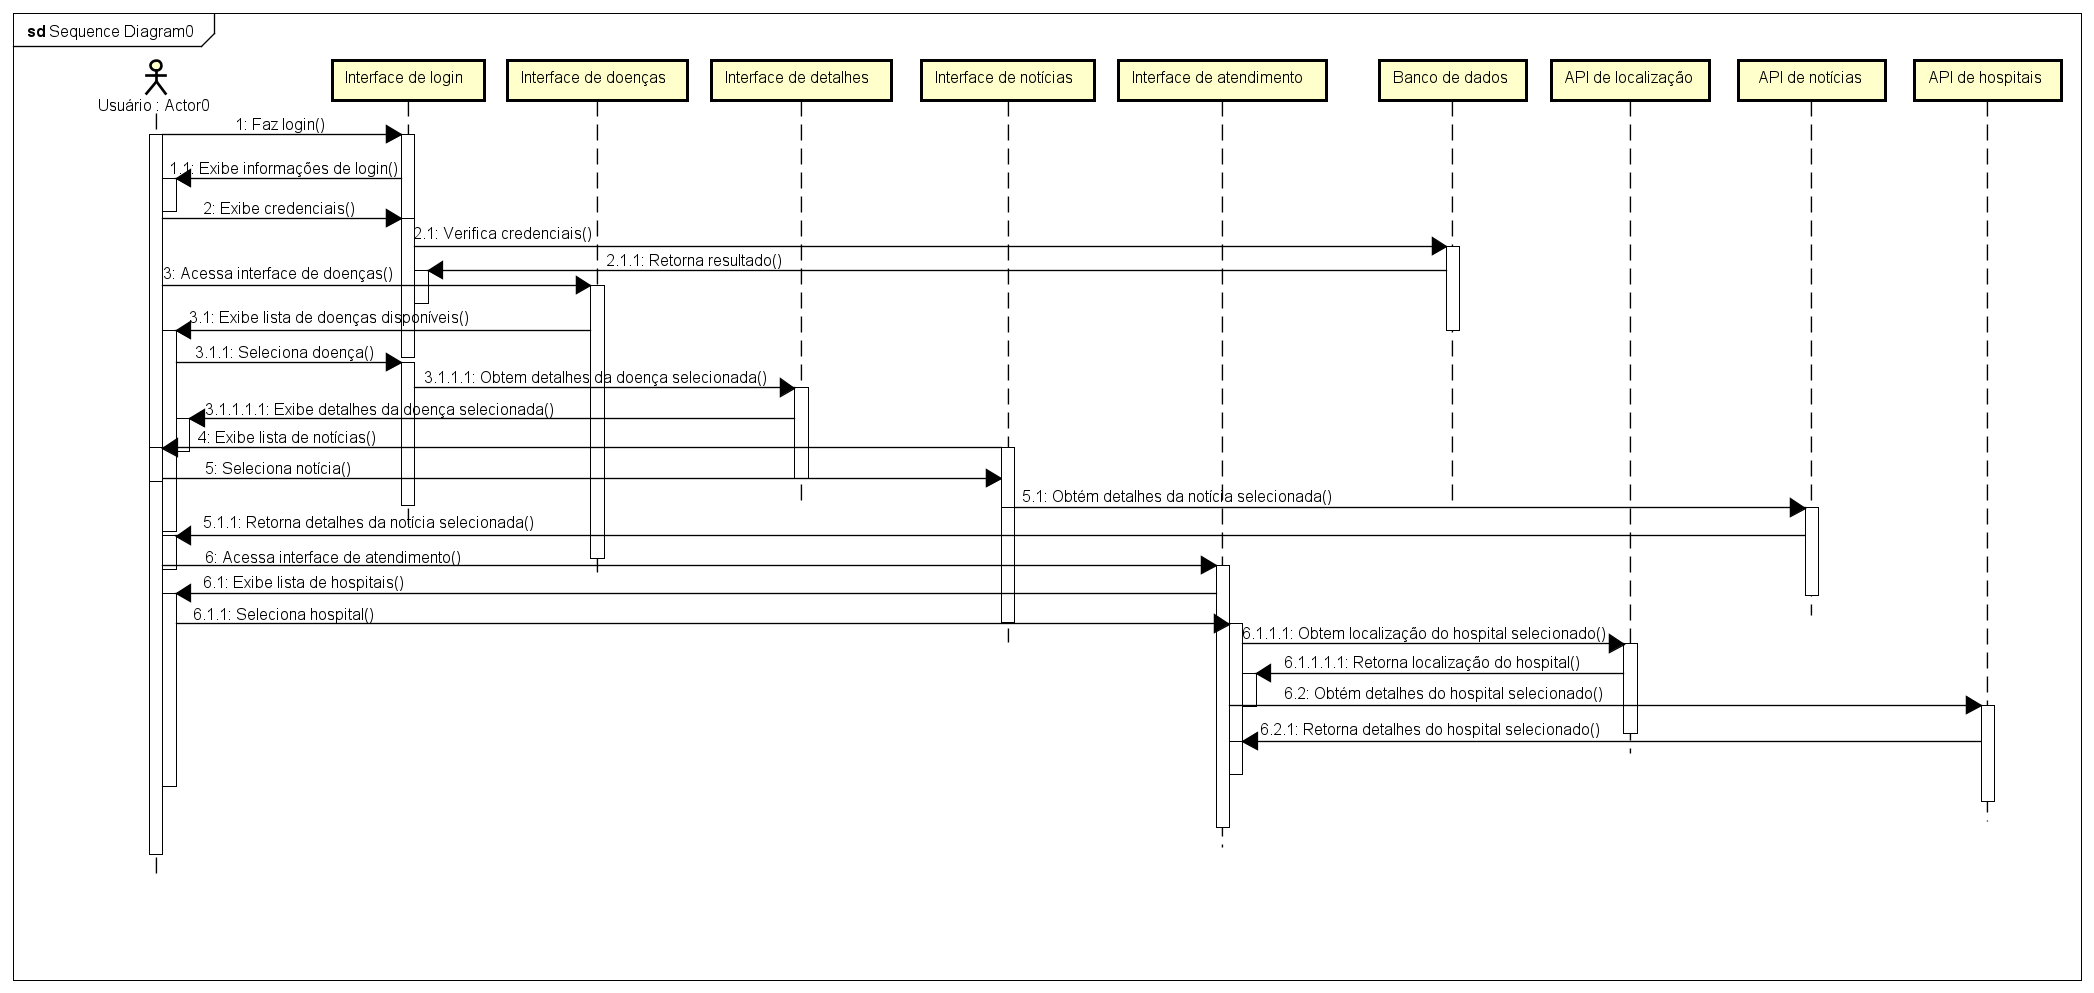 sd Sequence Diagram0
Usuário : Actor0
Interface de login
Interface de doenças
Interface de detalhes
Interface de notícias
Interface de atendimento
Banco de dados
API de localização
API de notícias
API de hospitais
1: Faz login()
1.1: Exibe informações de login()
2: Exibe credenciais()
2.1: Verifica credenciais()
2.1.1: Retorna resultado()
3: Acessa interface de doenças()
3.1: Exibe lista de doenças disponíveis()
3.1.1: Seleciona doença()
3.1.1.1: Obtem detalhes da doença selecionada()
3.1.1.1.1: Exibe detalhes da doença selecionada()
4: Exibe lista de notícias()
5: Seleciona notícia()
5.1: Obtém detalhes da notícia selecionada()
5.1.1: Retorna detalhes da notícia selecionada()
6: Acessa interface de atendimento()
6.1: Exibe lista de hospitais()
6.1.1: Seleciona hospital()
6.1.1.1: Obtem localização do hospital selecionado()
6.1.1.1.1: Retorna localização do hospital()
6.2: Obtém detalhes do hospital selecionado()
6.2.1: Retorna detalhes do hospital selecionado()